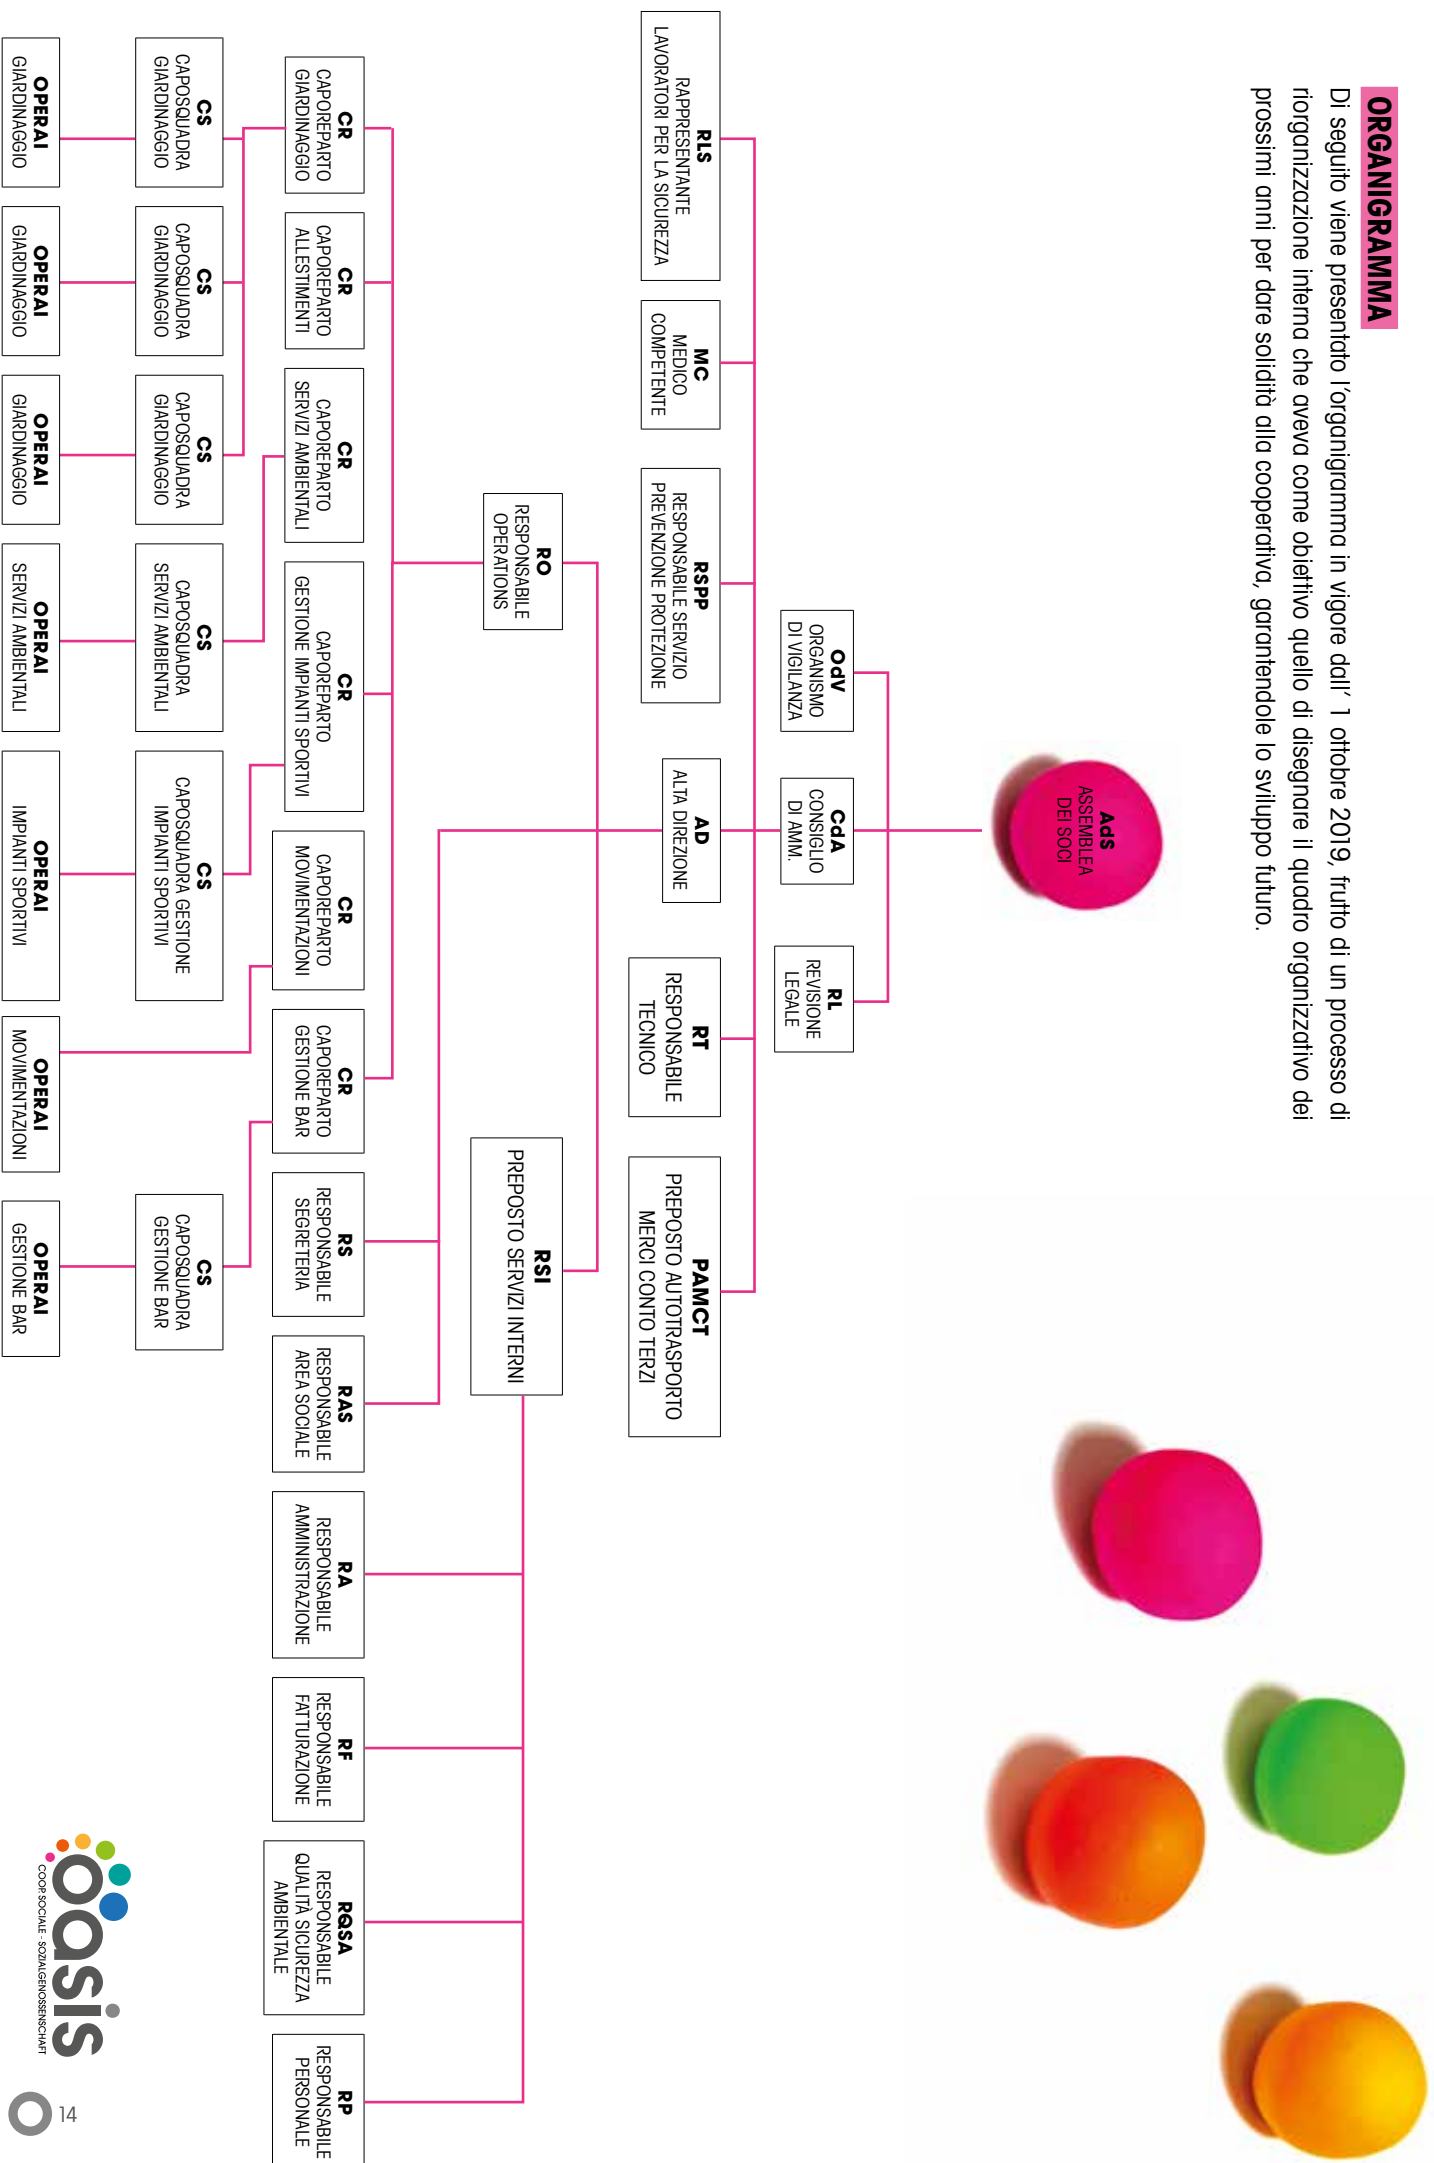 ORGANIGRAMMA
Di seguito viene presentato l'organigramma in vigore dall' 1 ottobre 2019, frutto di un processo di
riorganizzazione interna che aveva come obiettivo quello di disegnare il quadro organizzativo dei
prossimi anni per dare solidità alla cooperativa, garantendole lo sviluppo futuro.
AdS
ASSEMBLEA
DEI SOCI
OdV
ORGANISMO
DI VIGILANZA
CdA
CONSIGLIO
DI AMM.
RL
REVISIONE
LEGALE
RLS
RAPPRESENTANTE
LAVORATORI PER LA SICUREZZA
MC
MEDICO
COMPETENTE
RSPP
RESPONSABILE SERVIZIO
PREVENZIONE PROTEZIONE
AD
ALTA DIREZIONE
RT
RESPONSABILE
TECNICO
PAMCT
PREPOSTO AUTOTRASPORTO
MERCI CONTO TERZI
RO
RESPONSABILE
OPERATIONS
RSI
PREPOSTO SERVIZI INTERNI
CR
CAPOREPARTO
GIARDINAGGIO
CR
CAPOREPARTO
ALLESTIMENTI
CR
CAPOREPARTO
SERVIZI AMBIENTALI
CR
CAPOREPARTO
GESTIONE IMPIANTI SPORTIVI
CR
CAPOREPARTO
MOVIMENTAZIONI
CR
CAPOREPARTO
GESTIONE BAR
RS
RESPONSABILE
SEGRETERIA
RAS
RESPONSABILE
AREA SOCIALE
RA
RESPONSABILE
AMMINISTRAZIONE
RF
RESPONSABILE
FATTURAZIONE
RQSA
RESPONSABILE
QUALITÀ SICUREZZA
AMBIENTALE
RP
RESPONSABILE
PERSONALE
CS
CAPOSQUADRA
GIARDINAGGIO
CS
CAPOSQUADRA
GIARDINAGGIO
CS
CAPOSQUADRA
GIARDINAGGIO
CS
CAPOSQUADRA
SERVIZI AMBIENTALI
CS
CAPOSQUADRA GESTIONE
IMPIANTI SPORTIVI
CS
CAPOSQUADRA
GESTIONE BAR
OPERAI
GIARDINAGGIO
OPERAI
GIARDINAGGIO
OPERAI
GIARDINAGGIO
OPERAI
SERVIZI AMBIENTALI
OPERAI
IMPIANTI SPORTIVI
OPERAI
MOVIMENTAZIONI
OPERAI
GESTIONE BAR
oasis
COOP. SOCIALE - SOZIALGENOSSENSCHAFT
14